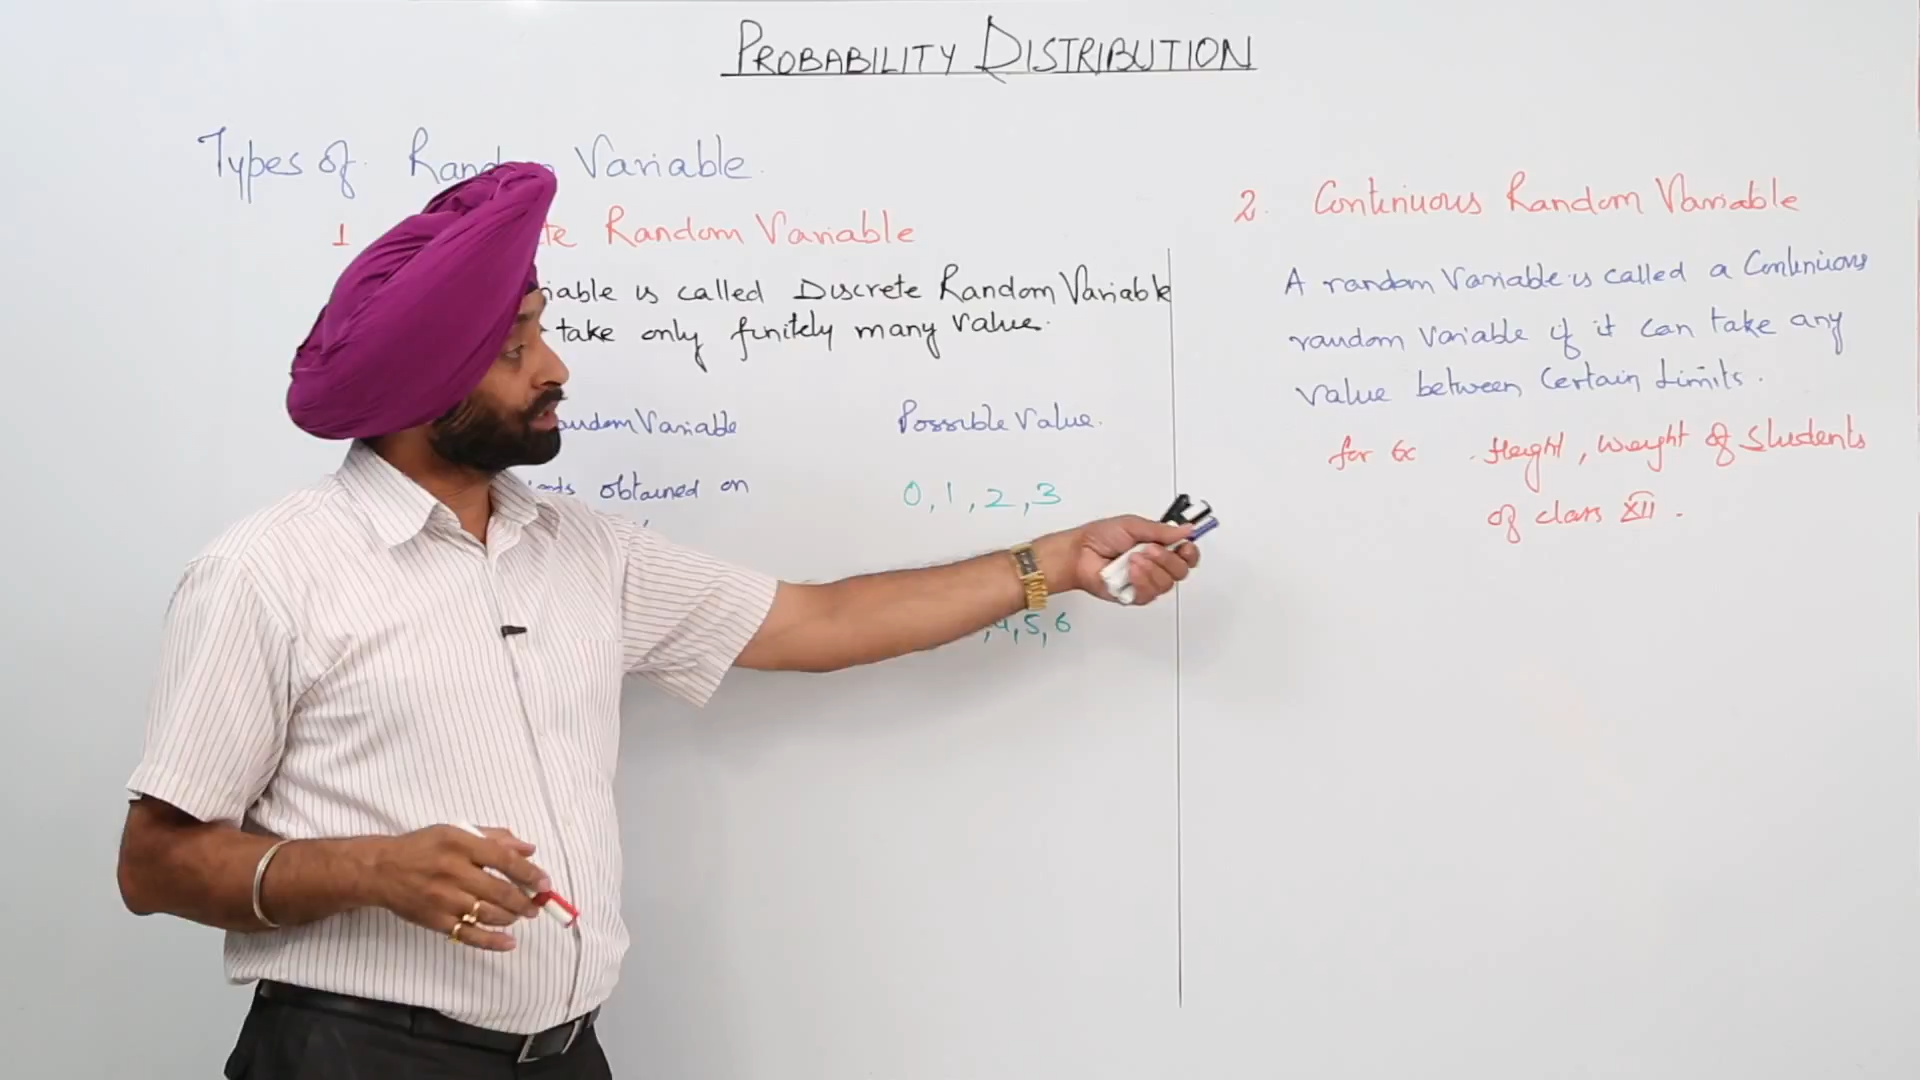 PROBABILITY DISTRIBUTION
Types of Random Variable.
1 Random Variable
is called Discrete Random Variable
take only finitely many value.
Variable Possible Value.
obtained on 0, 1, 2, 3
4, 5, 6
2. Continuous Random Variable
A random Variable is called a Continuous
random variable if it can take any
value between Certain Limits.
for Ex Height, Weight of Students
of class XII.